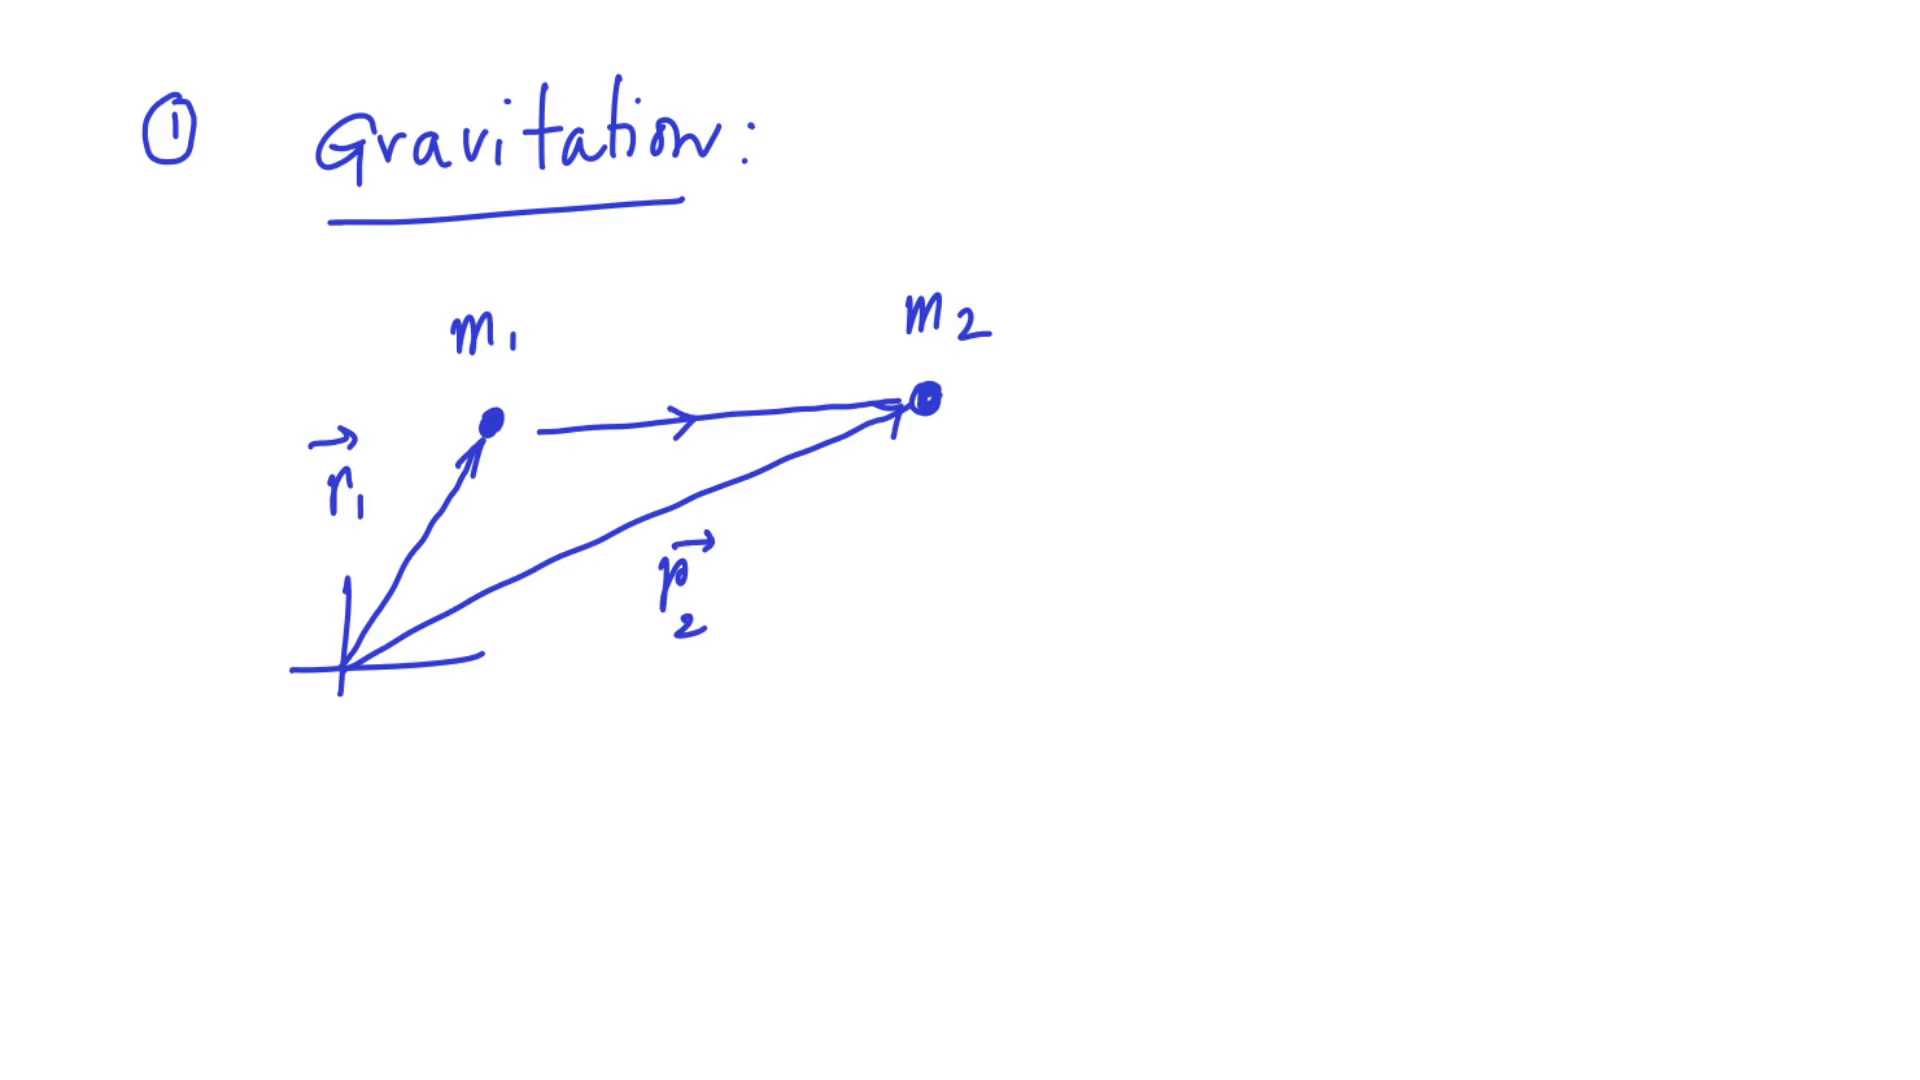 ① Gravitation:
m₁ m₂
r⃗₁
r⃗₂